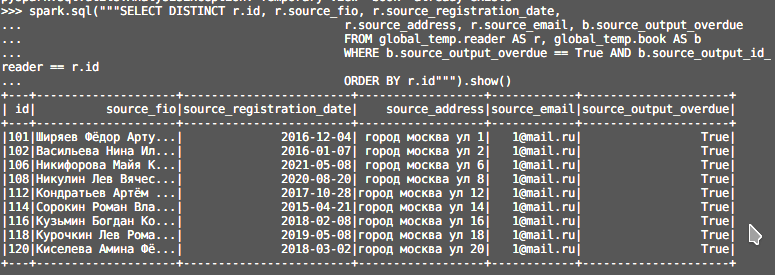 >>> spark.sql("""SELECT DISTINCT r.id, r.source_fio, r.source_registration_date,
...                                              r.source_address, r.source_email, b.source_output_overdue
...                                              FROM global_temp.reader AS r, global_temp.book AS b
...                                              WHERE b.source_output_overdue == True AND b.source_output_id_
reader == r.id
...                                              ORDER BY r.id""").show()
+---+--------------------+------------------------+-------------------+------------+---------------------+
| id|          source_fio|source_registration_date|     source_address|source_email|source_output_overdue|
+---+--------------------+------------------------+-------------------+------------+---------------------+
|101|Ширяев Фёдор Арту...|              2016-12-04| город москва ул 1|   1@mail.ru|                 True|
|102|Васильева Нина Ил...|              2016-01-07| город москва ул 2|   1@mail.ru|                 True|
|106|Никифорова Майя К...|              2021-05-08| город москва ул 6|   1@mail.ru|                 True|
|108|Никулин Лев Вячес...|              2020-08-20| город москва ул 8|   1@mail.ru|                 True|
|112|Кондратьев Артём ...|              2017-10-28|город москва ул 12|   1@mail.ru|                 True|
|114|Сорокин Роман Вла...|              2015-04-21|город москва ул 14|   1@mail.ru|                 True|
|116|Кузьмин Богдан Ко...|              2018-02-08|город москва ул 16|   1@mail.ru|                 True|
|118|Курочкин Лев Рома...|              2019-05-08|город москва ул 18|   1@mail.ru|                 True|
|120|Киселева Амина Фё...|              2018-03-02|город москва ул 20|   1@mail.ru|                 True|
+---+--------------------+------------------------+-------------------+------------+---------------------+